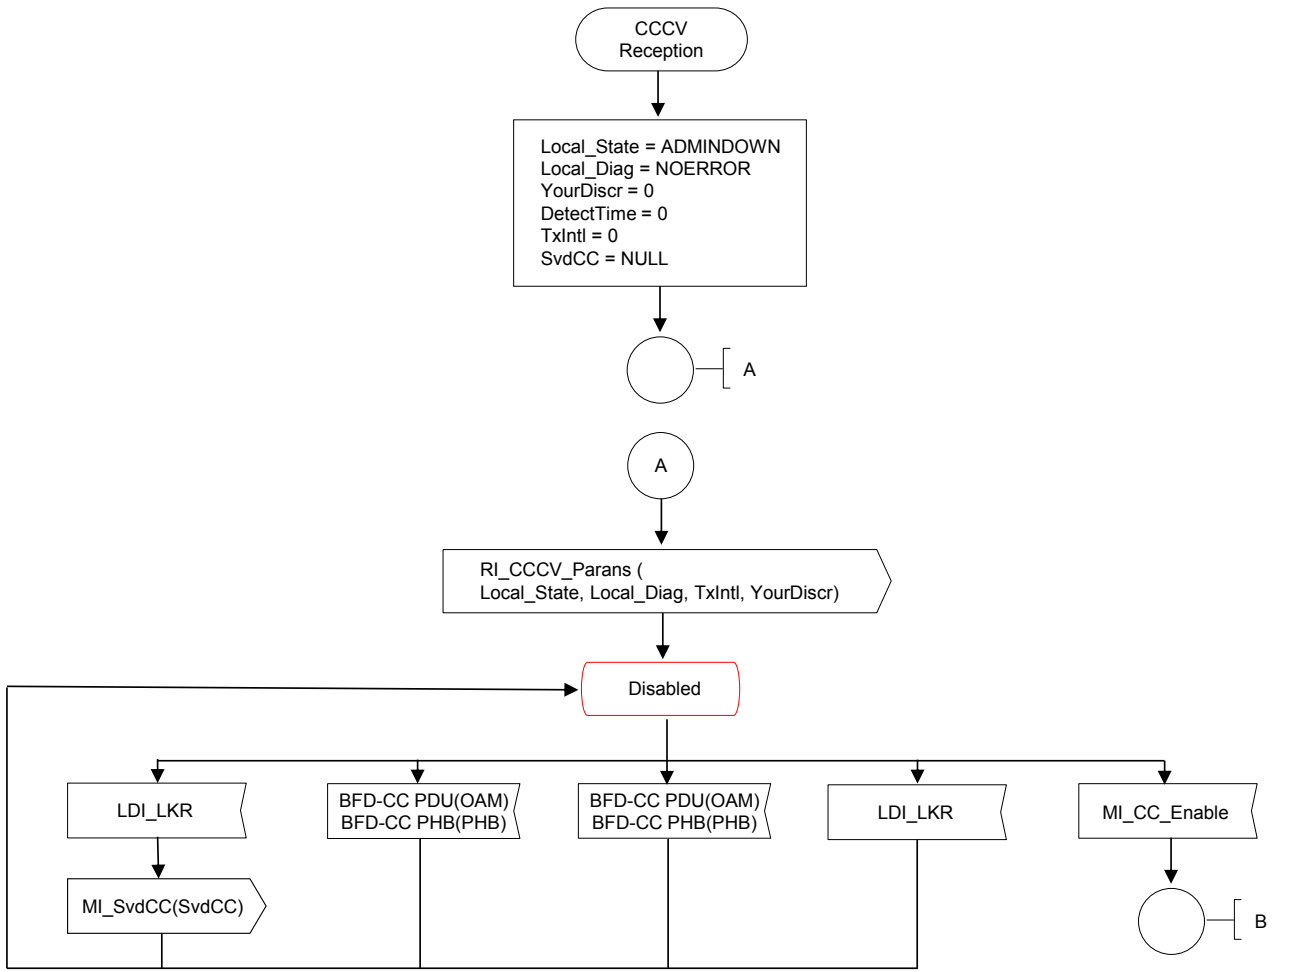 CCCV
Reception
Local_State = ADMINDOWN
Local_Diag = NOERROR
YourDiscr = 0
DetectTime = 0
TxIntl = 0
SvdCC = NULL
A
A
RI_CCCV_Parans (
Local_State, Local_Diag, TxIntl, YourDiscr)
Disabled
LDI_LKR
BFD-CC PDU(OAM)
BFD-CC PHB(PHB)
BFD-CC PDU(OAM)
BFD-CC PHB(PHB)
LDI_LKR
MI_CC_Enable
MI_SvdCC(SvdCC)
B